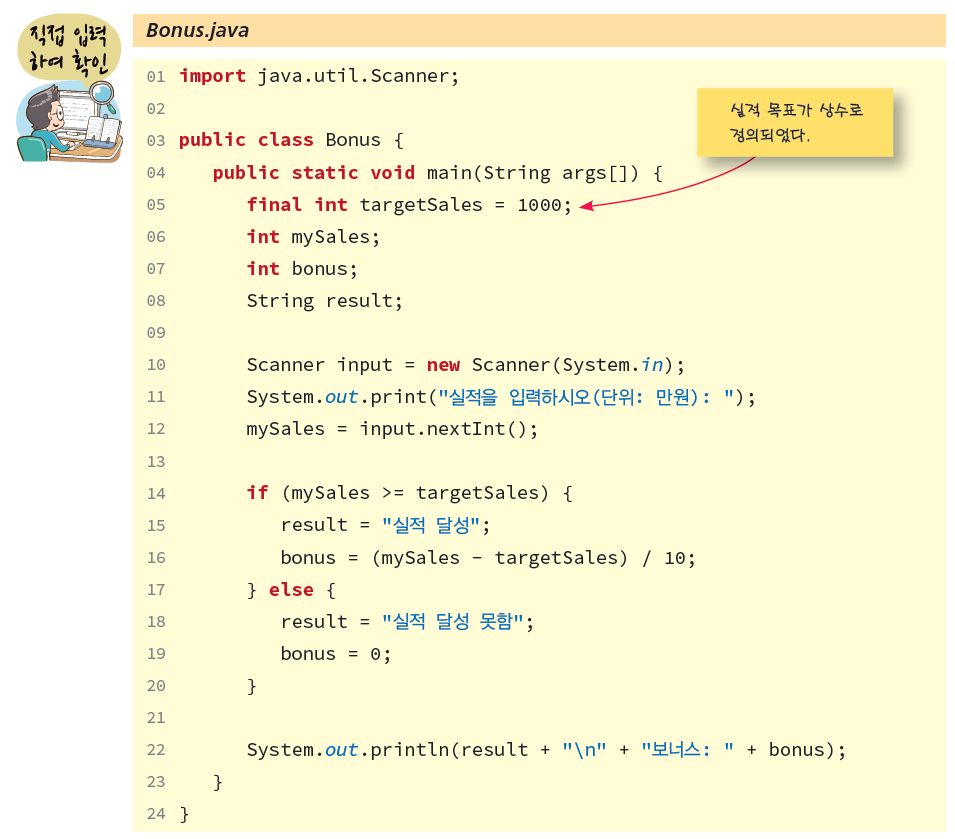 직접 입력
하여 확인
Bonus.java
01 import java.util.Scanner;
02
03 public class Bonus {
04    public static void main(String args[]) {
05       final int targetSales = 1000;
실적 목표가 상수로
정의되었다.
06       int mySales;
07       int bonus;
08       String result;
09
10       Scanner input = new Scanner(System.in);
11       System.out.print("실적을 입력하시오(단위: 만원): ");
12       mySales = input.nextInt();
13
14       if (mySales >= targetSales) {
15          result = "실적 달성";
16          bonus = (mySales - targetSales) / 10;
17       } else {
18          result = "실적 달성 못함";
19          bonus = 0;
20       }
21
22       System.out.println(result + "\n" + "보너스: " + bonus);
23    }
24 }